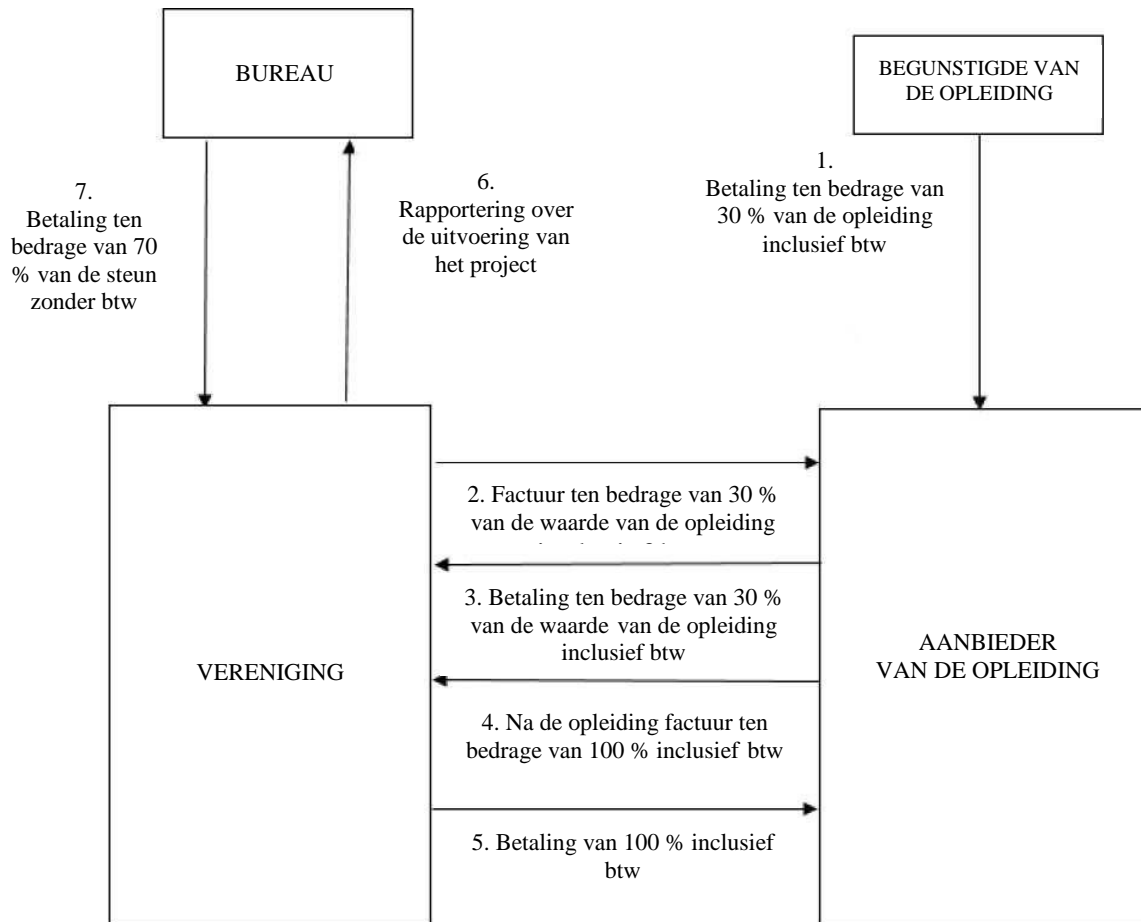 BUREAU
BEGUNSTIGDE VAN
DE OPLEIDING
7.
Betaling ten
bedrage van 70
% van de steun
zonder btw
6.
Rapportering over
de uitvoering van
het project
1.
Betaling ten bedrage van
30 % van de opleiding
inclusief btw
2. Factuur ten bedrage van 30 %
van de waarde van de opleiding
3. Betaling ten bedrage van 30 %
van de waarde van de opleiding
inclusief btw
4. Na de opleiding factuur ten
bedrage van 100 % inclusief btw
5. Betaling van 100 % inclusief
btw
VERENIGING
AANBIEDER
VAN DE OPLEIDING